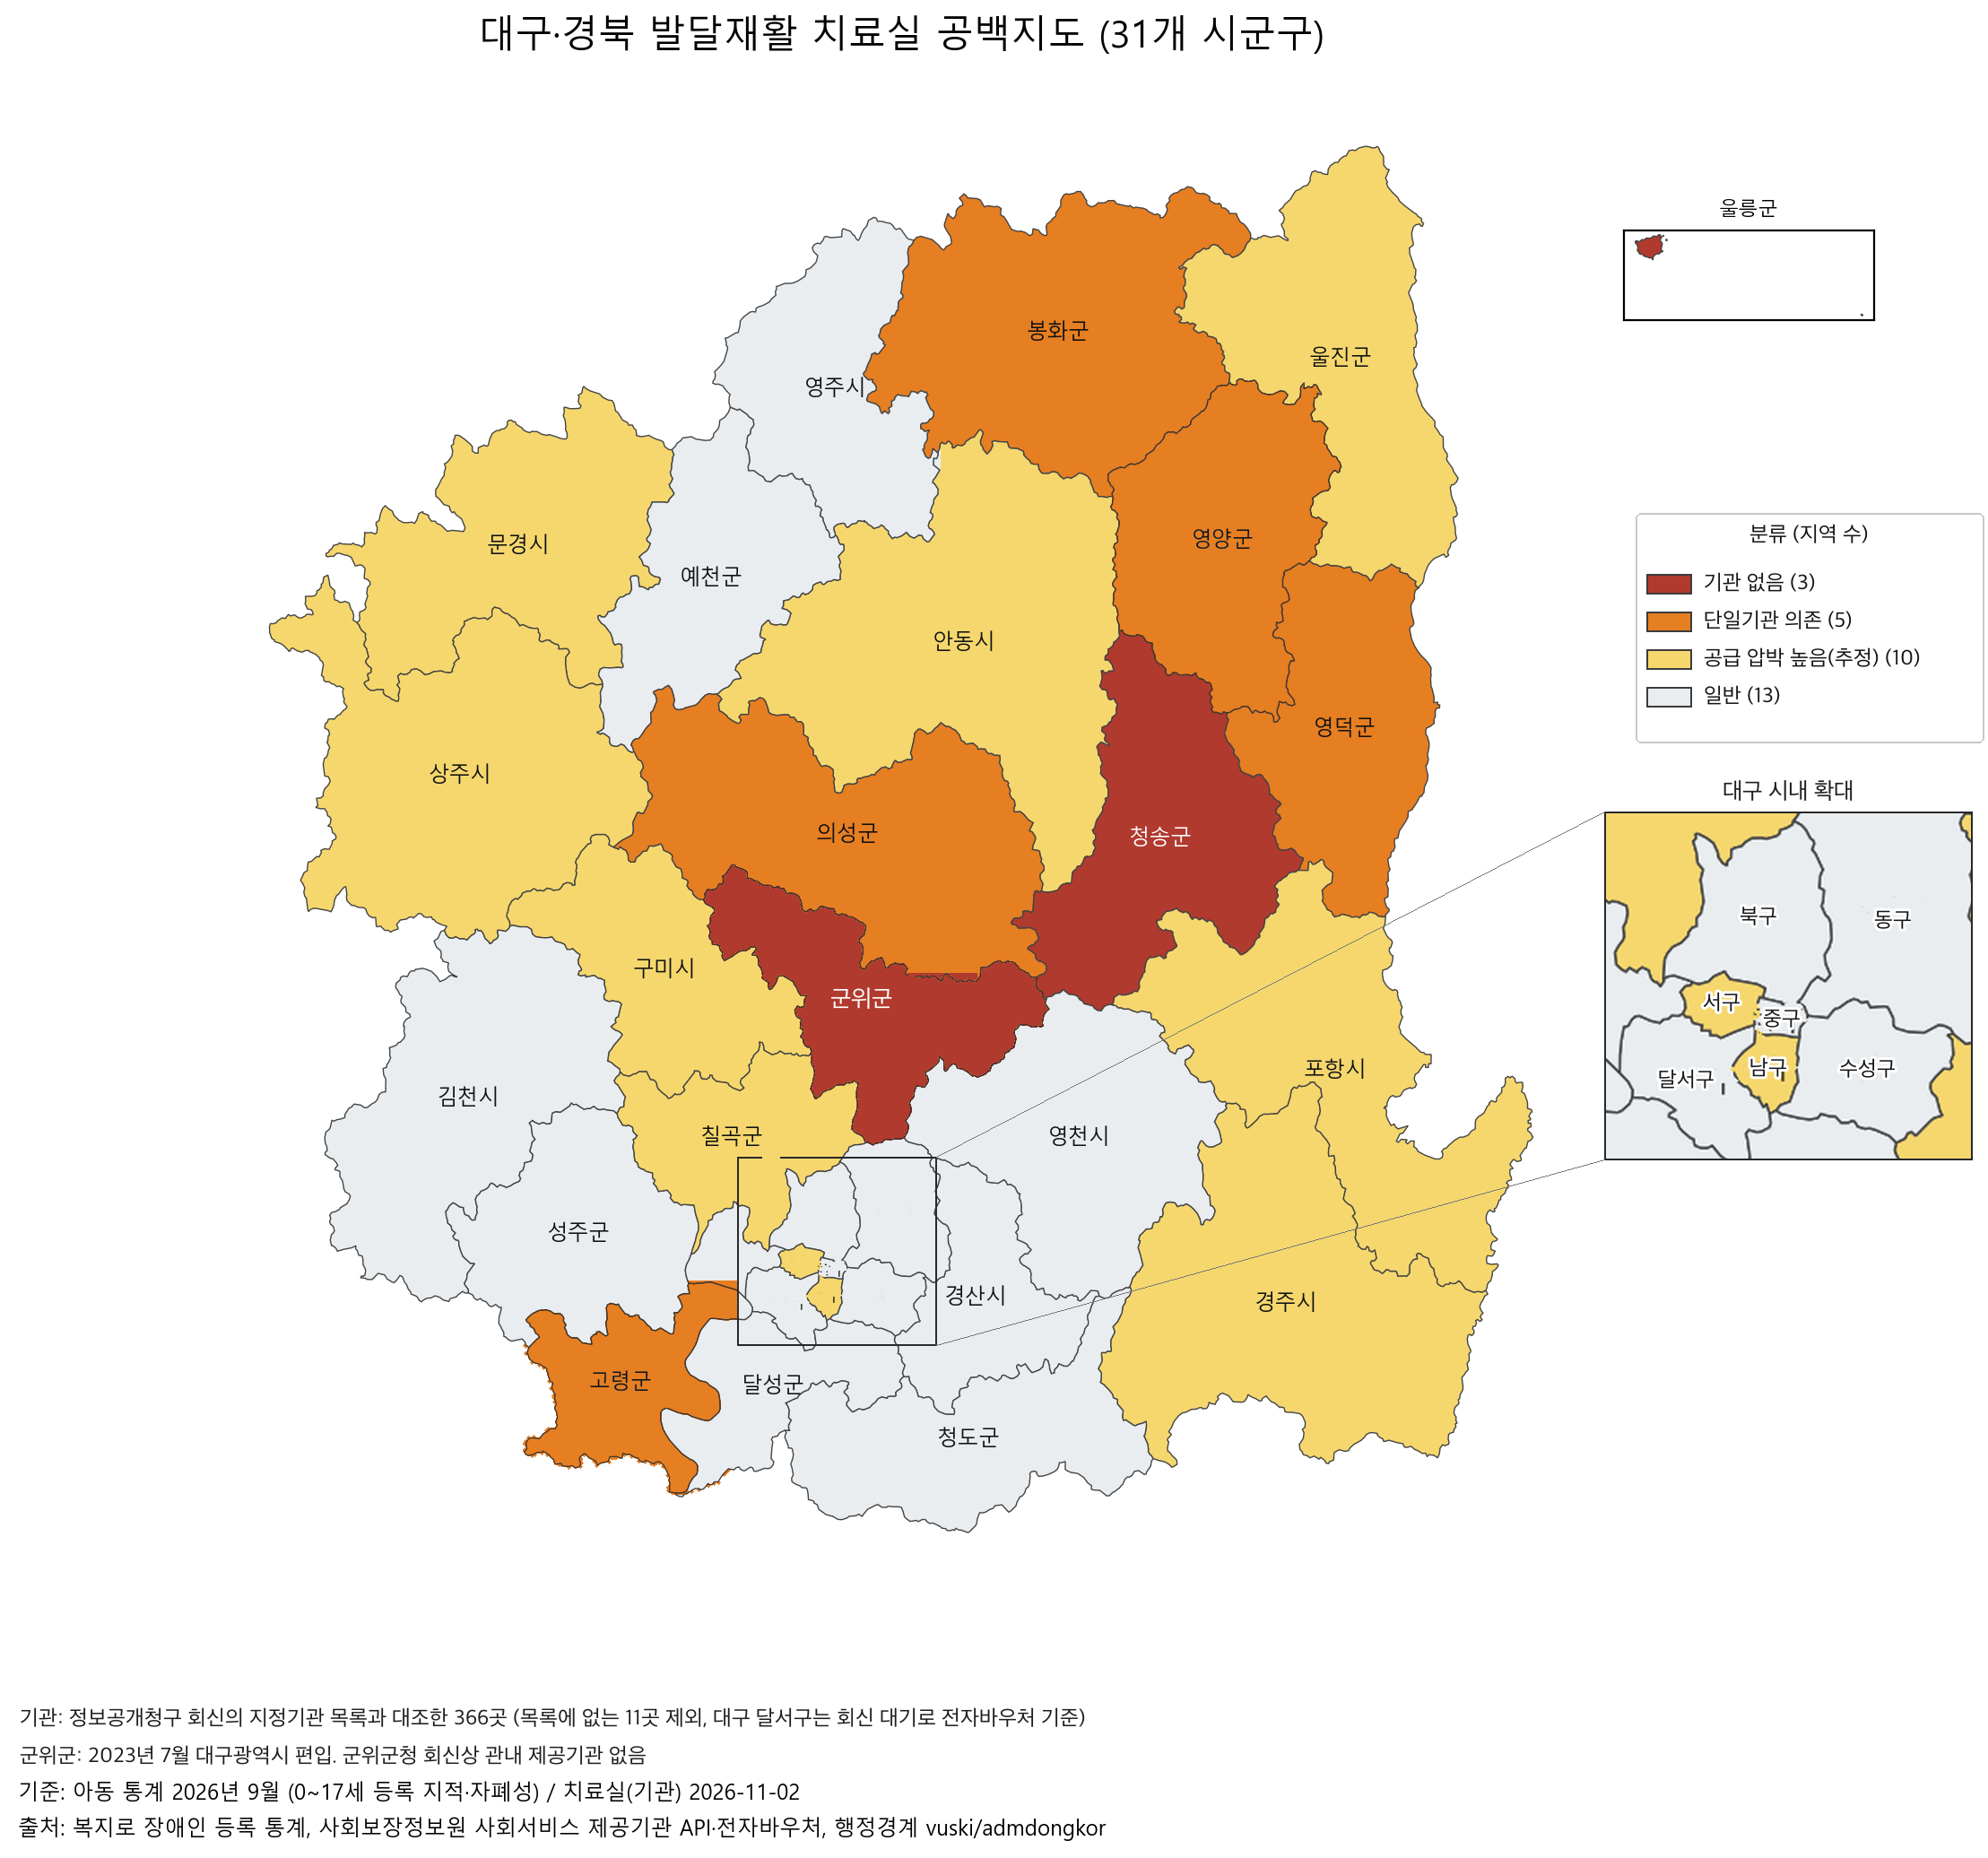 대구·경북 발달재활 치료실 공백지도 (31개 시군구)
울릉군
봉화군
울진군
영주시
문경시
영양군
예천군
안동시
영덕군
상주시
의성군
청송군
구미시
군위군
포항시
김천시
칠곡군
영천시
성주군
경산시
경주시
고령군
달성군
청도군
분류 (지역 수)
기관 없음 (3)
단일기관 의존 (5)
공급 압박 높음(추정) (10)
일반 (13)
대구 시내 확대
북구
동구
서구
중구
남구
수성구
달서구
기관: 정보공개청구 회신의 지정기관 목록과 대조한 366곳 (목록에 없는 11곳 제외, 대구 달서구는 회신 대기로 전자바우처 기준)
군위군: 2023년 7월 대구광역시 편입. 군위군청 회신상 관내 제공기관 없음
기준: 아동 통계 2026년 9월 (0~17세 등록 지적·자폐성) / 치료실(기관) 2026-11-02
출처: 복지로 장애인 등록 통계, 사회보장정보원 사회서비스 제공기관 API·전자바우처, 행정경계 vuski/admdongkor